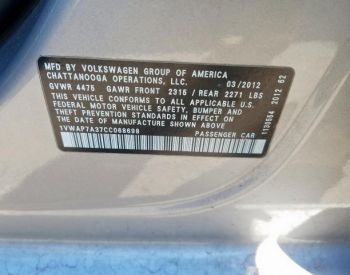 MFD BY VOLKSWAGEN GROUP OF AMERICA
CHATTANOOGA OPERATIONS, LLC. 03/2012
GVWR 4475 GAWR FRONT 2315 / REAR 2271 LBS
THIS VEHICLE CONFORMS TO ALL APPLICABLE U.S.
FEDERAL MOTOR VEHICLE SAFETY, BUMPER AND
THEFT PREVENTION STANDARDS IN EFFECT ON THE
DATE OF MANUFACTURE SHOWN ABOVE
1VWAP7A37CC068698 PASSENGER CAR
2012 62